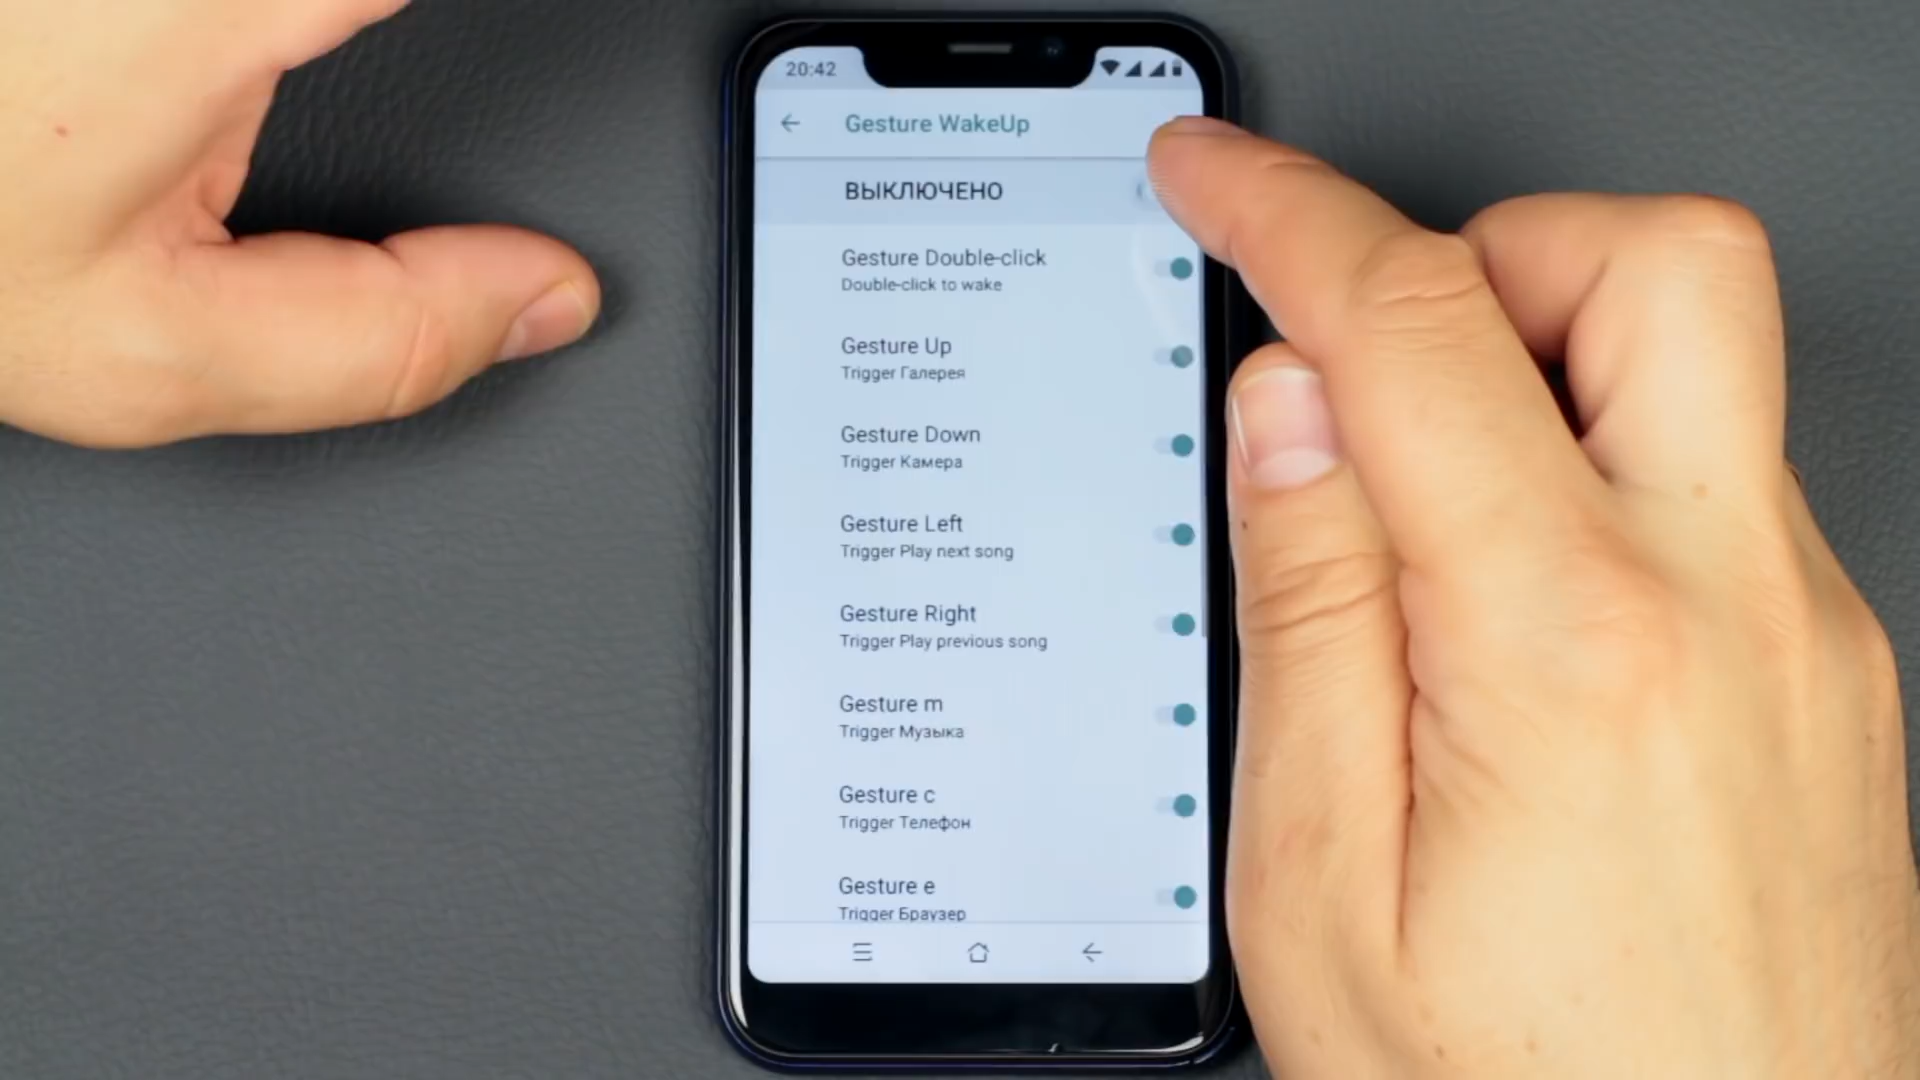 20:42
Gesture WakeUp
ВЫКЛЮЧЕНО
Gesture Double-click
Double-click to wake
Gesture Up
Trigger Галерея
Gesture Down
Trigger Камера
Gesture Left
Trigger Play next song
Gesture Right
Trigger Play previous song
Gesture m
Trigger Музыка
Gesture c
Trigger Телефон
Gesture e
Trigger Браузер